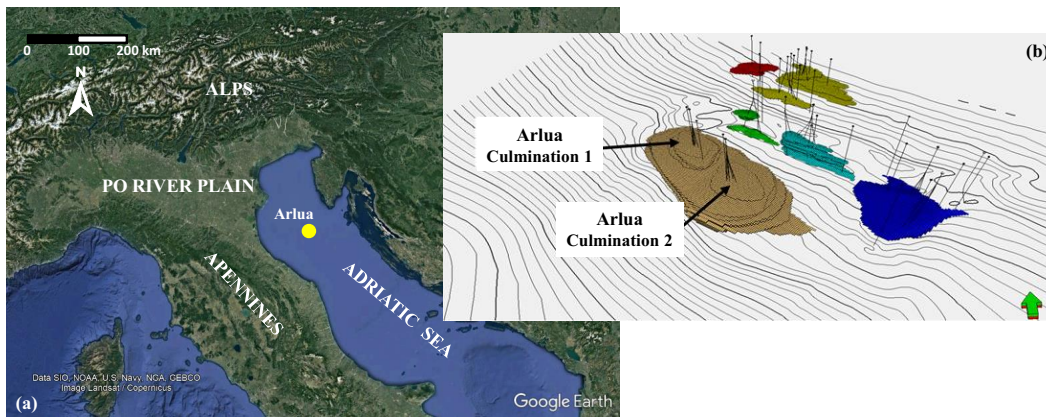 0 100 200 km
N
ALPS
PO RIVER PLAIN
Arlua
APENNINES
ADRIATIC SEA
Data SIO, NOAA, U.S. Navy, NGA, GEBCO
Image Landsat / Copernicus
Google Earth
(a)
(b)
Arlua
Culmination 1
Arlua
Culmination 2